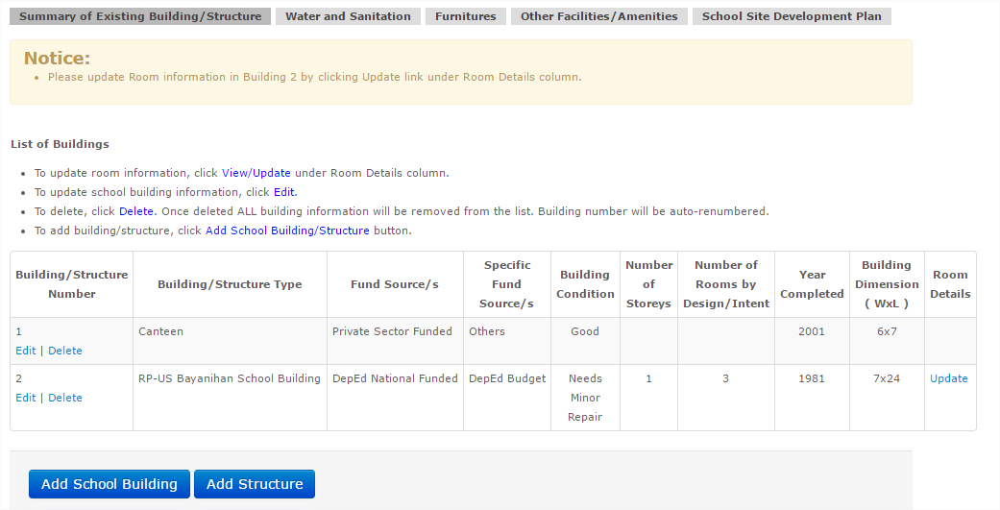 Summary of Existing Building/Structure Water and Sanitation Furnitures Other Facilities/Amenities School Site Development Plan
Notice:
• Please update Room information in Building 2 by clicking Update link under Room Details column.
List of Buildings
• To update room information, click View/Update under Room Details column.
• To update school building information, click Edit.
• To delete, click Delete. Once deleted ALL building information will be removed from the list. Building number will be auto-renumbered.
• To add building/structure, click Add School Building/Structure button.
Building/Structure Number Building/Structure Type Fund Source/s Specific Fund Source/s Building Condition Number of Storeys Number of Rooms by Design/Intent Year Completed Building Dimension ( WxL ) Room Details
1 Canteen Private Sector Funded Others Good 2001 6x7
Edit | Delete
2 RP-US Bayanihan School Building DepEd National Funded DepEd Budget Needs Minor Repair 1 3 1981 7x24 Update
Edit | Delete
Add School Building Add Structure